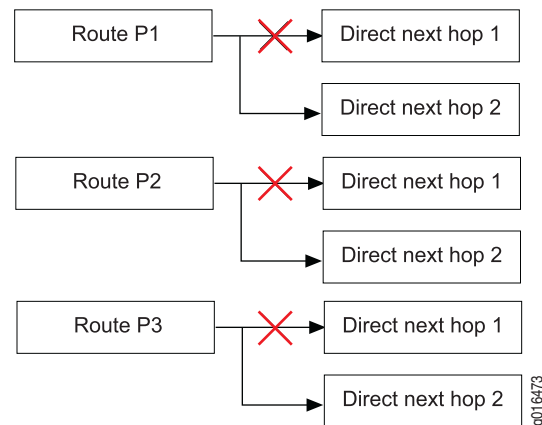 Route P1
Direct next hop 1
Direct next hop 2
Route P2
Direct next hop 1
Direct next hop 2
Route P3
Direct next hop 1
Direct next hop 2
g016473